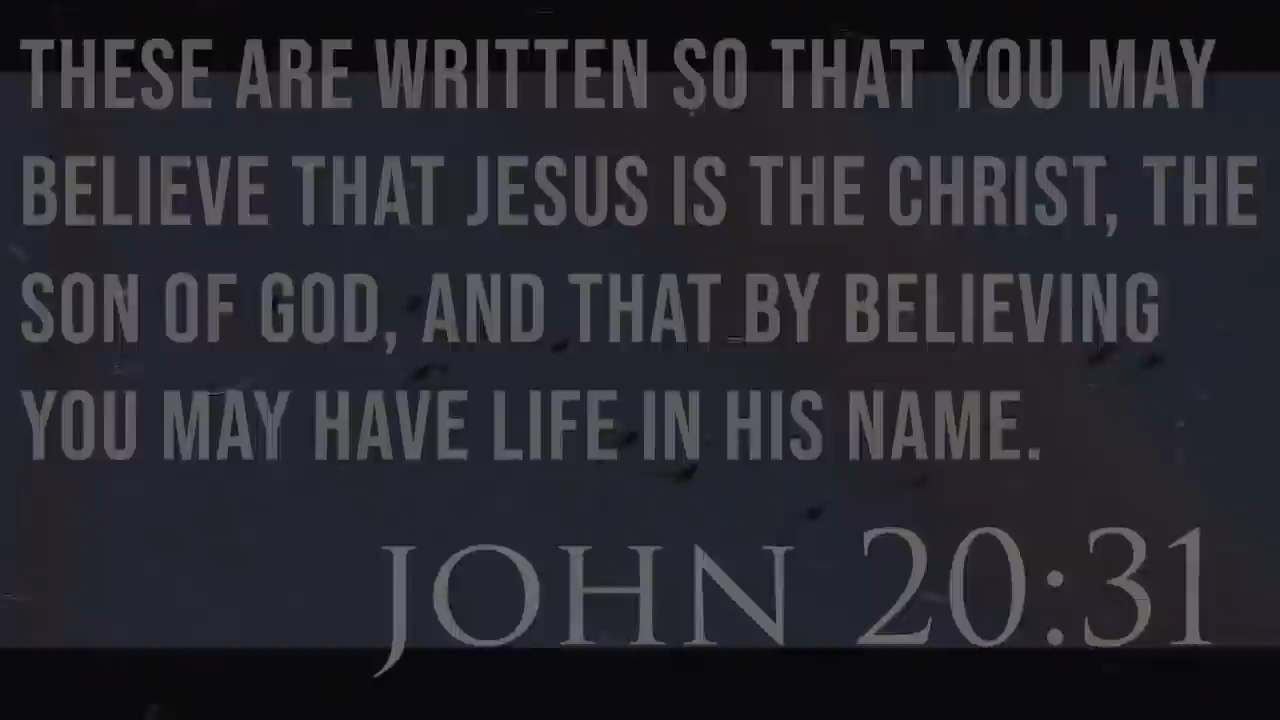 THESE ARE WRITTEN SO THAT YOU MAY
BELIEVE THAT JESUS IS THE CHRIST, THE
SON OF GOD, AND THAT BY BELIEVING
YOU MAY HAVE LIFE IN HIS NAME.
JOHN 20:31